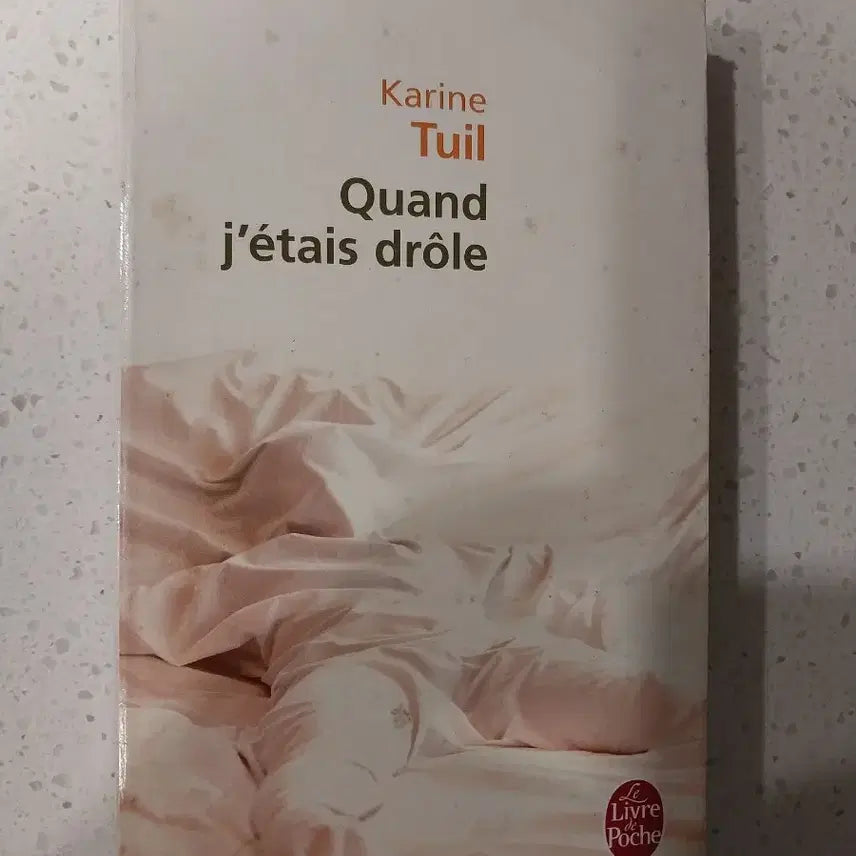 Karine
Tuil
Quand
j'étais drôle
Le
Livre
de
Poche